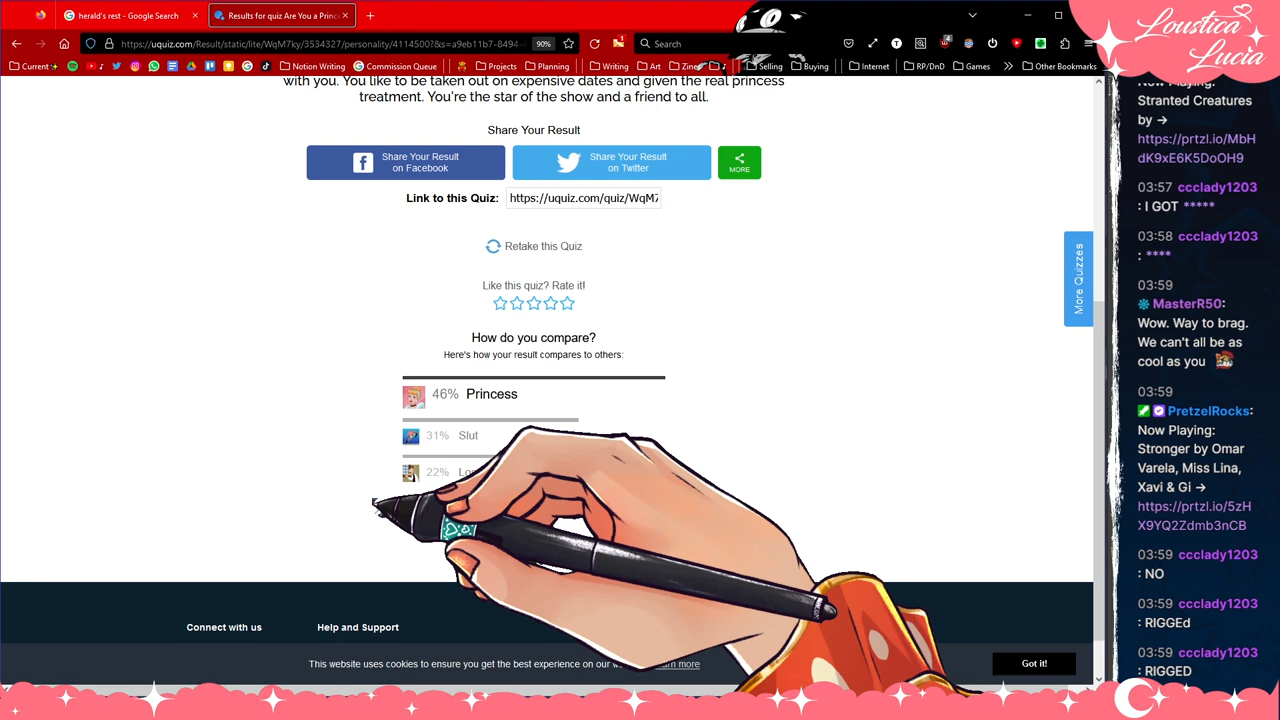 herald's rest - Google Search
Results for quiz Are You a Princ
https://uquiz.com/Result/static/lite/WqM7ky/3534327/personality/4114500?&s=a9eb11b7-8494-
90%
Search
Current
Notion Writing
Commission Queue
Projects
Planning
Writing
Art
Selling
Buying
Internet
RP/DnD
Games
Other Bookmarks
with you. You like to be taken out on expensive dates and given the real princess
treatment. You're the star of the show and a friend to all.
Share Your Result
Share Your Result
on Facebook
Share Your Result
on Twitter
MORE
Link to this Quiz:
https://uquiz.com/quiz/WqM7
Retake this Quiz
Like this quiz? Rate it!
How do you compare?
Here's how your result compares to others:
46% Princess
31% Slut
22%
More Quizzes
Connect with us
Help and Support
This website uses cookies to ensure you get the best experience on our
more
Got it!
Loustica
Lucia
Stranted Creatures
by →
https://prtzl.io/MbH
dK9xE6K5DoOH9
03:57 ccclady1203
: I GOT *****
03:58 ccclady1203
: ****
03:59
MasterR50:
Wow. Way to brag.
We can't all be as
cool as you
03:59
PretzelRocks:
Now Playing:
Stronger by Omar
Varela, Miss Lina,
Xavi & Gi →
https://prtzl.io/5zH
X9YQ2Zdmb3nCB
03:59 ccclady1203
: NO
03:59 ccclady1203
: RIGGEd
03:59 ccclady1203
: RIGGED